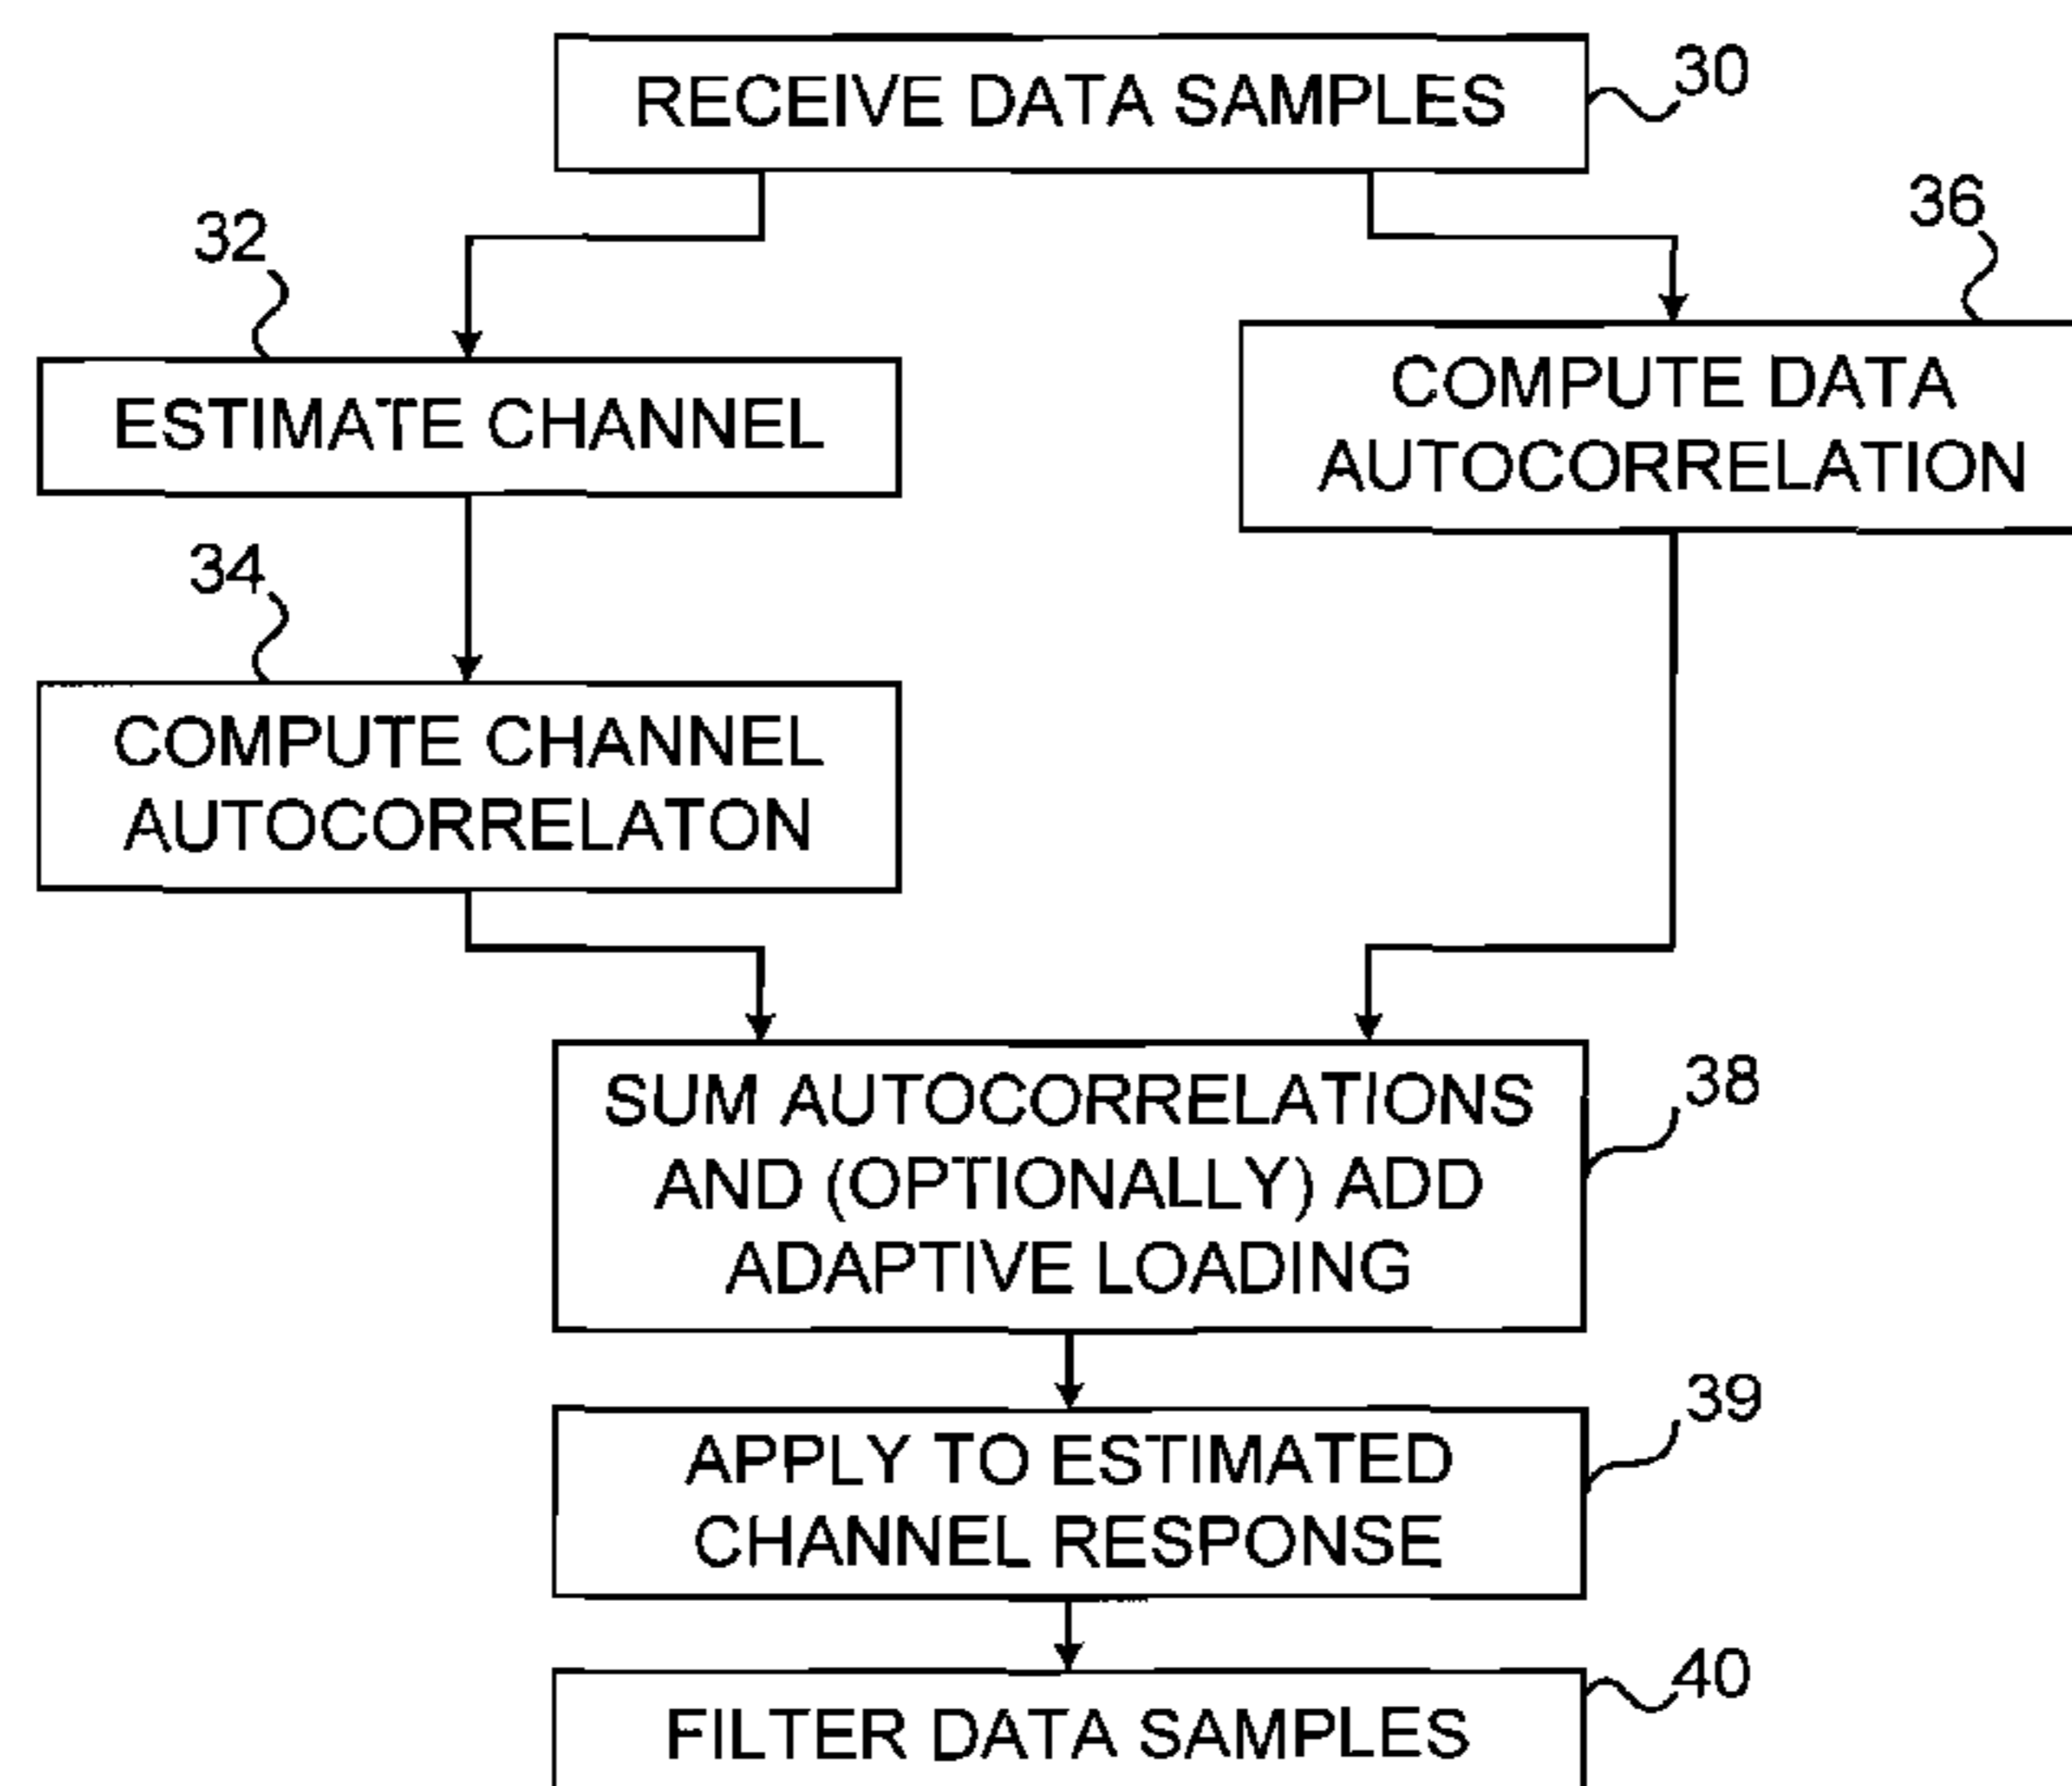 RECEIVE DATA SAMPLES
30
32
36
ESTIMATE CHANNEL
COMPUTE DATA
AUTOCORRELATION
34
COMPUTE CHANNEL
AUTOCORRELATON
SUM AUTOCORRELATIONS
AND (OPTIONALLY) ADD
ADAPTIVE LOADING
38
APPLY TO ESTIMATED
CHANNEL RESPONSE
39
FILTER DATA SAMPLES
40